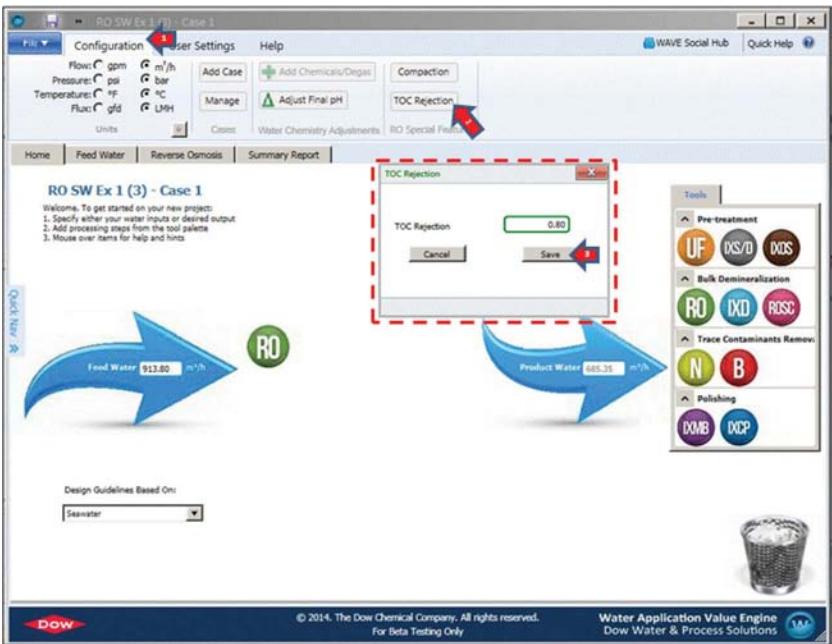 RO SW Ex 1 (3) - Case 1
File Configuration User Settings Help WAVE Social Hub Quick Help
1
Flow: gpm m³/h
Pressure: psi bar
Temperature: °F °C
Flux: gfd LMH
Units
Add Case
Manage
Cases
Add Chemicals/Degas
Adjust Final pH
Water Chemistry Adjustments
Compaction
TOC Rejection
2
RO Special Features
Home Feed Water Reverse Osmosis Summary Report
RO SW Ex 1 (3) - Case 1
Welcome. To get started on your new project:
1. Specify either your water inputs or desired output
2. Add processing steps from the tool palette
3. Mouse over items for help and hints
TOC Rejection
TOC Rejection 0.80
Cancel Save
3
Quick Nav
Feed Water 913.80 m³/h
RO
Product Water 685.35 m³/h
Tools
Pre-treatment
UF IXS/D IXOS
Bulk Demineralization
RO IXD ROSC
Trace Contaminants Remov
N B
Polishing
IXMB IXCP
Design Guidelines Based On:
Seawater
Dow
© 2014. The Dow Chemical Company. All rights reserved.
For Beta Testing Only
Water Application Value Engine
Dow Water & Process Solutions
W